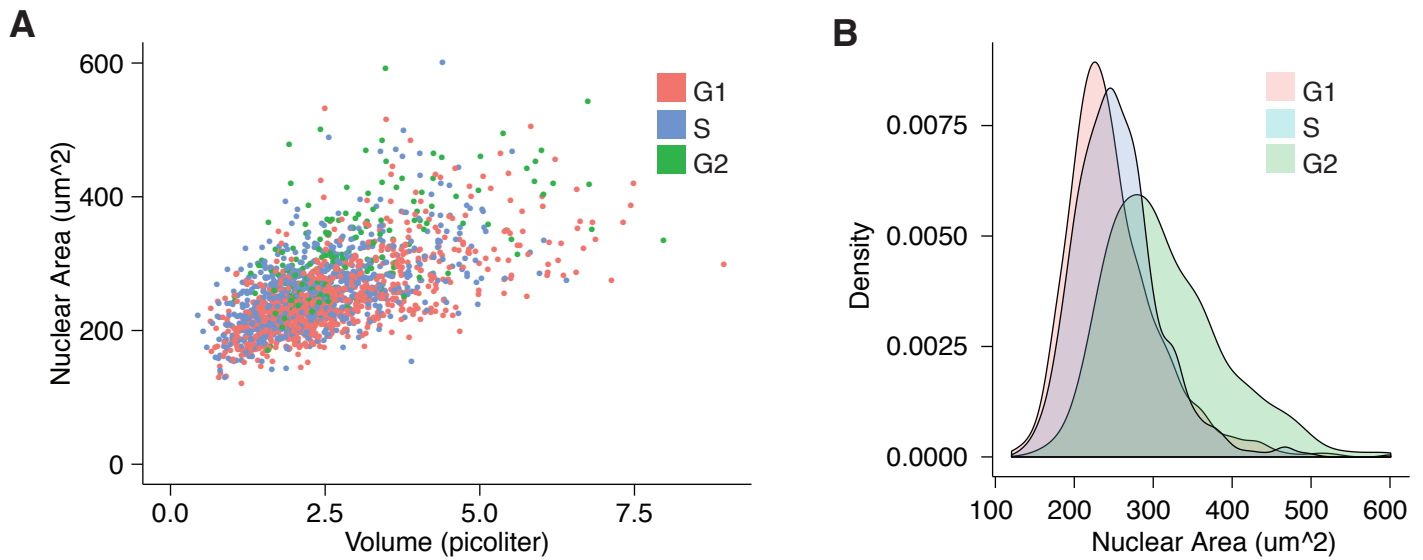 A
Nuclear Area (um^2)
600
400
200
0
0.0 2.5 5.0 7.5
Volume (picoliter)
G1
S
G2
B
Density
0.0075
0.0050
0.0025
0.0000
100 200 300 400 500 600
Nuclear Area (um^2)
G1
S
G2